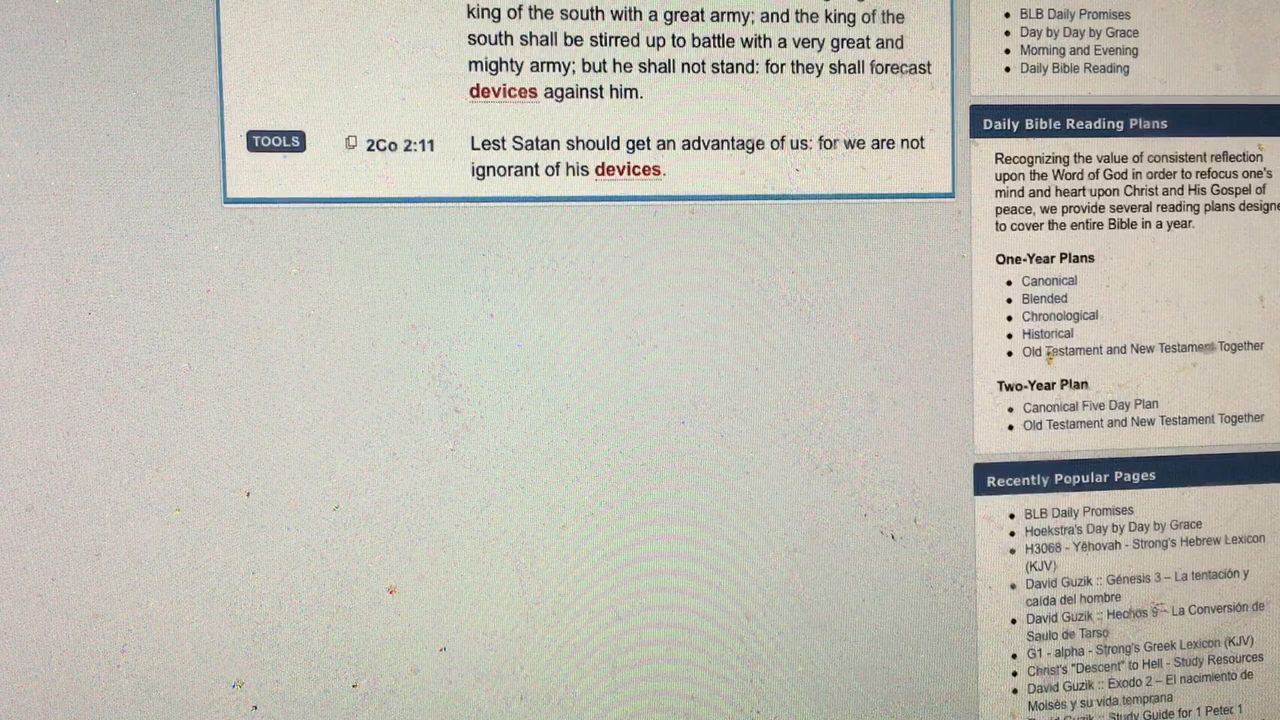 king of the south with a great army; and the king of the
south shall be stirred up to battle with a very great and
mighty army; but he shall not stand: for they shall forecast
devices against him.
TOOLS 2Co 2:11 Lest Satan should get an advantage of us: for we are not
ignorant of his devices.
BLB Daily Promises
Day by Day by Grace
Morning and Evening
Daily Bible Reading
Daily Bible Reading Plans
Recognizing the value of consistent reflection
upon the Word of God in order to refocus one's
mind and heart upon Christ and His Gospel of
peace, we provide several reading plans designe
to cover the entire Bible in a year.
One-Year Plans
Canonical
Blended
Chronological
Historical
Old Testament and New Testament Together
Two-Year Plan
Canonical Five Day Plan
Old Testament and New Testament Together
Recently Popular Pages
BLB Daily Promises
Hoekstra's Day by Day by Grace
H3068 - Yᵊhovah - Strong's Hebrew Lexicon
(KJV)
David Guzik :: Génesis 3 – La tentación y
caída del hombre
David Guzik :: Hechos 9 – La Conversión de
Saulo de Tarso
G1 - alpha - Strong's Greek Lexicon (KJV)
Christ's "Descent" to Hell - Study Resources
David Guzik :: Éxodo 2 – El nacimiento de
Moisés y su vida temprana
David Guzik :: Study Guide for 1 Peter 1